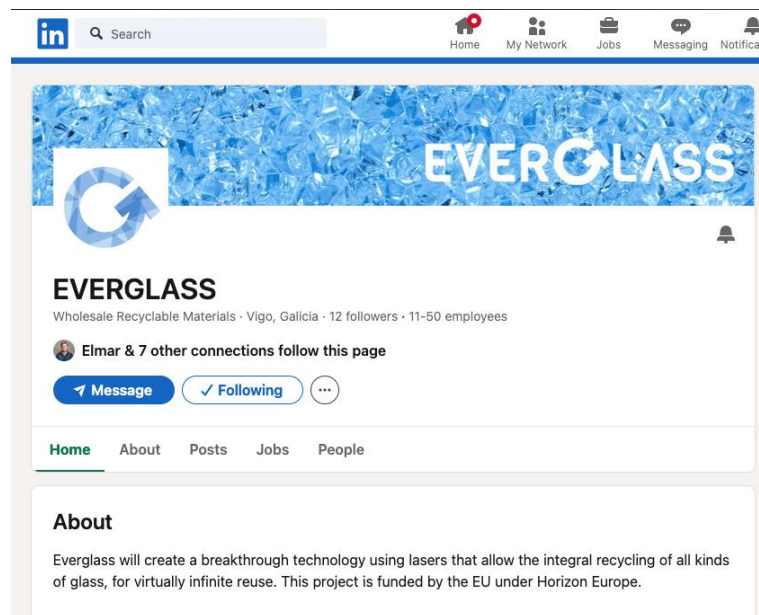 in
Search
Home
My Network
Jobs
Messaging
EVERGLASS
EVERGLASS
Wholesale Recyclable Materials · Vigo, Galicia · 12 followers · 11-50 employees
Elmar & 7 other connections follow this page
Message
Following
Home About Posts Jobs People
About
Everglass will create a breakthrough technology using lasers that allow the integral recycling of all kinds
of glass, for virtually infinite reuse. This project is funded by the EU under Horizon Europe.